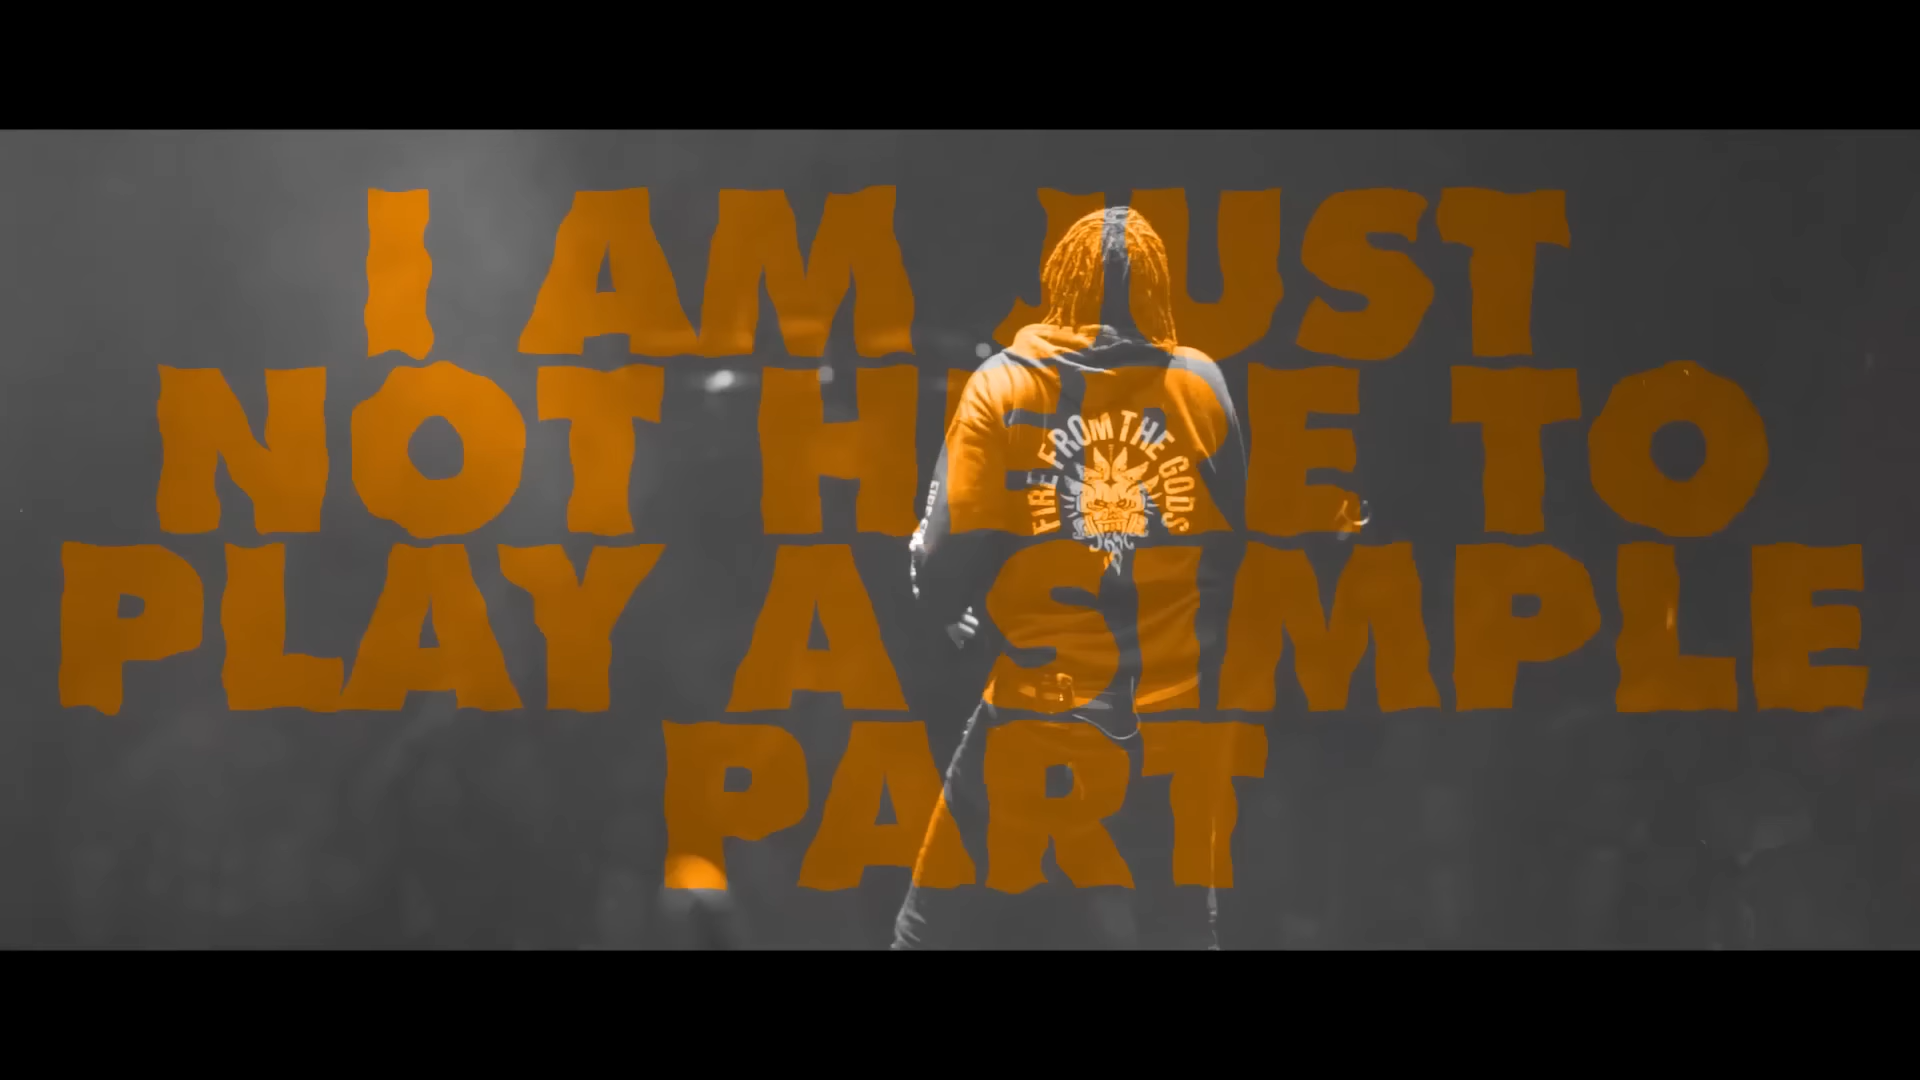 I AM JUST
NOT HERE TO
PLAY A SIMPLE
PART
FIRE FROM THE GODS